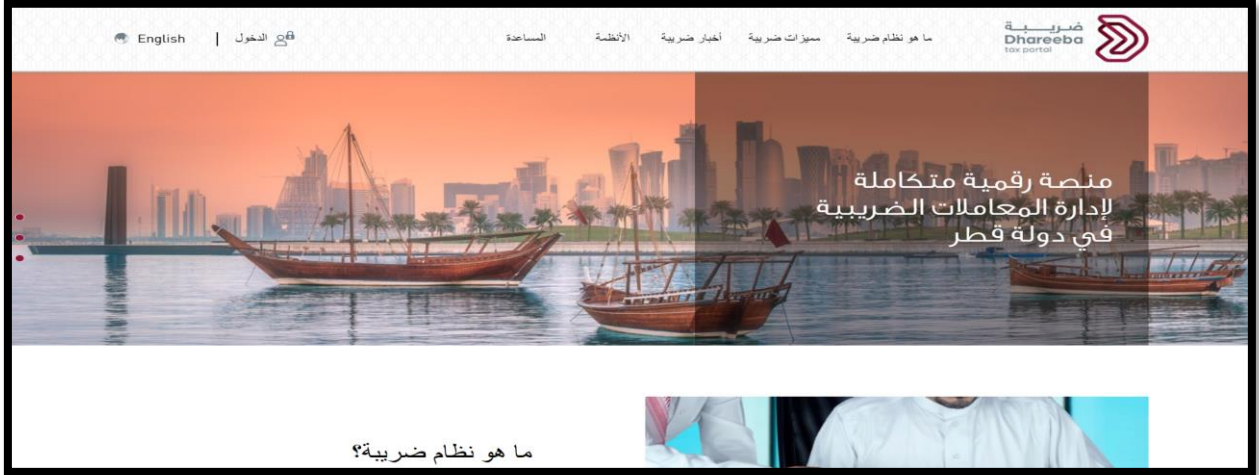 ضريبة
Dhareeba
tax portal
ما هو نظام ضريبة
مميزات ضريبة
أخبار ضريبة
الأنظمة
المساعدة
الدخول | English
منصة رقمية متكاملة
لإدارة المعاملات الضريبية
في دولة قطر
ما هو نظام ضريبة؟